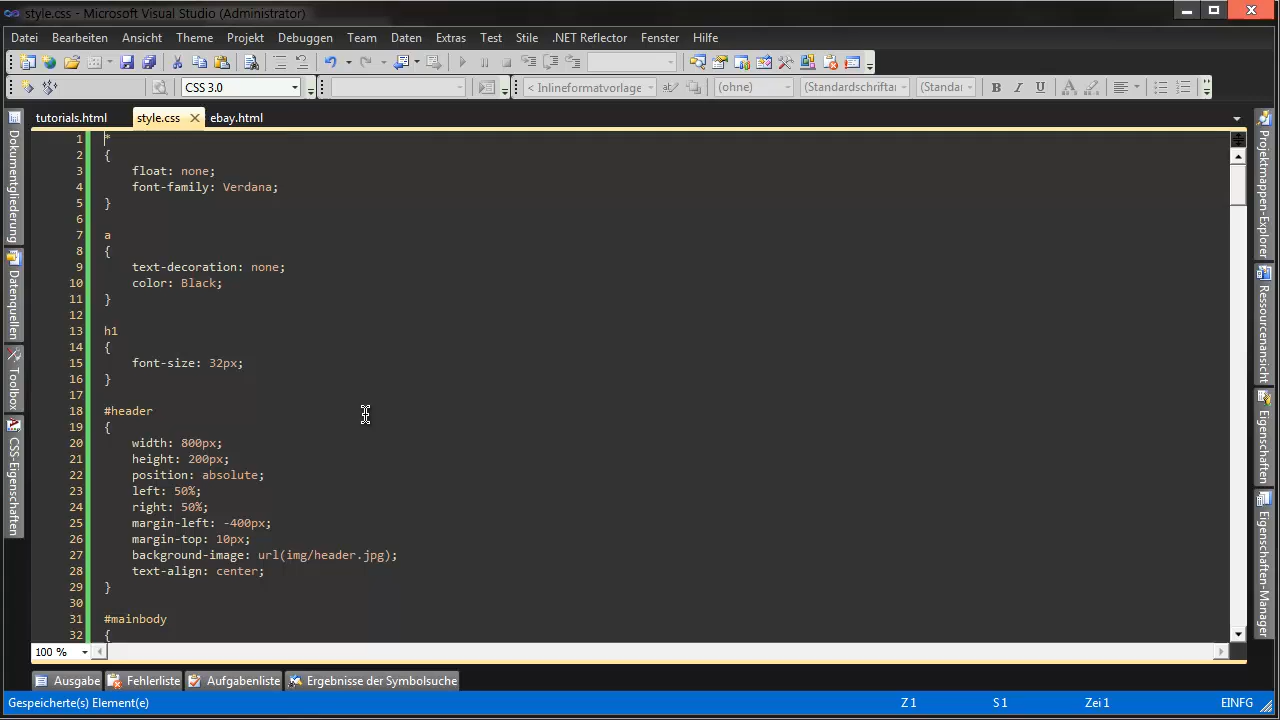 style.css - Microsoft Visual Studio (Administrator)
Datei Bearbeiten Ansicht Theme Projekt Debuggen Team Daten Extras Test Stile .NET Reflector Fenster Hilfe
CSS 3.0 < Inlineformatvorlage (ohne) (Standardschriftar (Standar B I U A
tutorials.html style.css ebay.html
Dokumentgliederung
Datenquellen
Toolbox
CSS-Eigenschaften
1 *
2 {
3 float: none;
4 font-family: Verdana;
5 }
6
7 a
8 {
9 text-decoration: none;
10 color: Black;
11 }
12
13 h1
14 {
15 font-size: 32px;
16 }
17
18 #header
19 {
20 width: 800px;
21 height: 200px;
22 position: absolute;
23 left: 50%;
24 right: 50%;
25 margin-left: -400px;
26 margin-top: 10px;
27 background-image: url(img/header.jpg);
28 text-align: center;
29 }
30
31 #mainbody
32 {
Projektmappen-Explorer
Ressourcenansicht
Eigenschaften
Eigenschaften-Manager
100 %
Ausgabe Fehlerliste Aufgabenliste Ergebnisse der Symbolsuche
Gespeicherte(s) Element(e) Z 1 S 1 Zei 1 EINFG